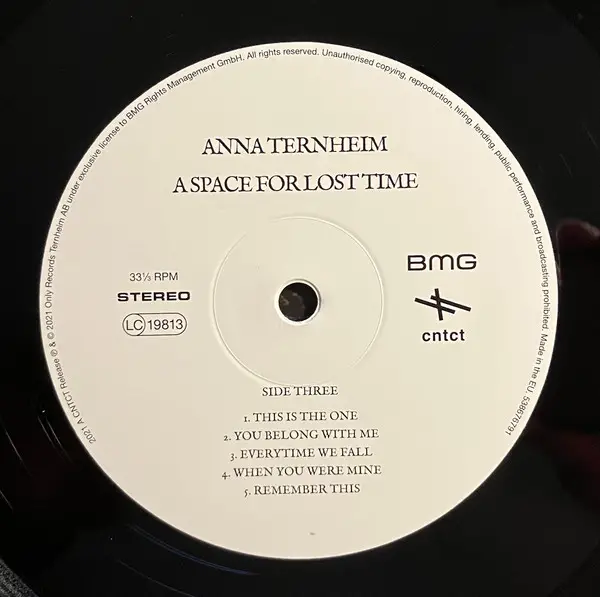 2021 A CNTCT Release ℗ & © 2021 Only Records Ternheim AB under exclusive license to BMG Rights Management GmbH. All rights reserved. Unauthorised copying, reproduction, hiring, lending, public performance and broadcasting prohibited. Made in the EU. 53867679I
ANNA TERNHEIM
A SPACE FOR LOST TIME
33⅓ RPM
STEREO
LC 19813
BMG
cntct
SIDE THREE
1. THIS IS THE ONE
2. YOU BELONG WITH ME
3. EVERYTIME WE FALL
4. WHEN YOU WERE MINE
5. REMEMBER THIS